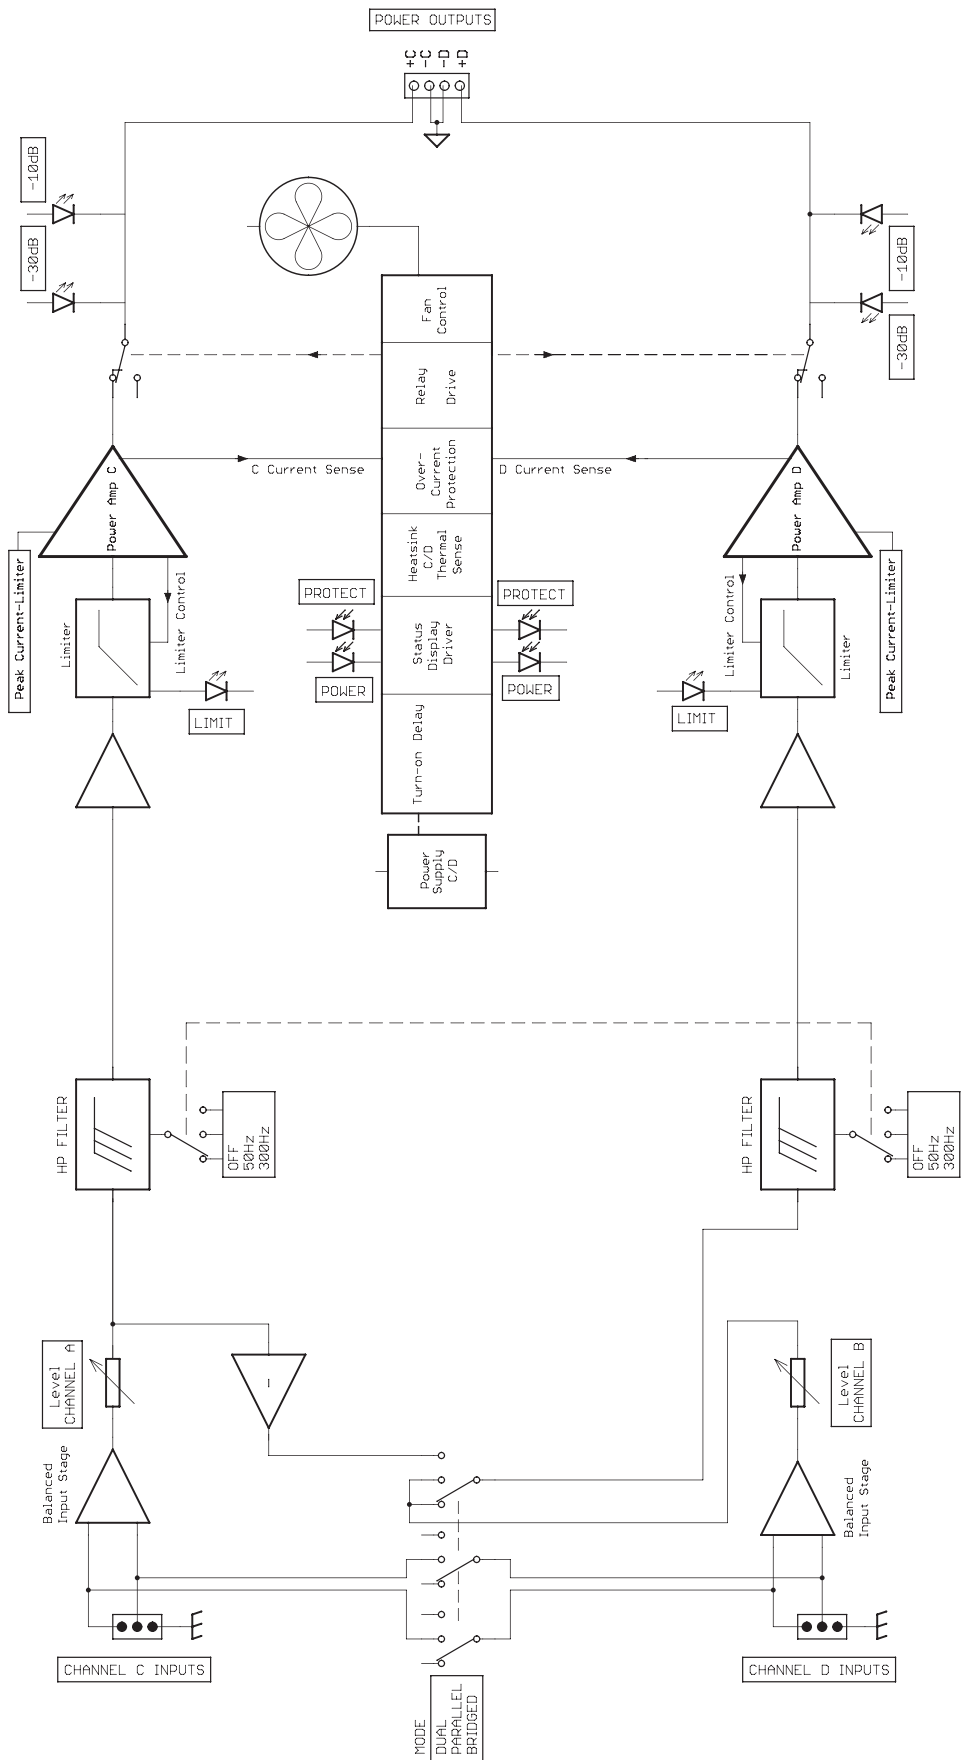 POWER OUTPUTS
+C
-C
-D
+D
-10dB
-30dB
-10dB
-30dB
Fan
Control
Relay
Drive
Over-
Current
Protection
Heatsink
C/D
Thermal
Sense
Status
Display
Driver
Turn-on Delay
Power
Supply
C/D
C Current Sense
D Current Sense
Power Amp C
Power Amp D
Peak Current-Limiter
Peak Current-Limiter
Limiter
Limiter Control
Limiter Control
Limiter
PROTECT
PROTECT
POWER
POWER
LIMIT
LIMIT
HP FILTER
OFF
50Hz
300Hz
HP FILTER
OFF
50Hz
300Hz
Level
CHANNEL A
Level
CHANNEL B
-
Balanced
Input Stage
Balanced
Input Stage
CHANNEL C INPUTS
CHANNEL D INPUTS
MODE
DUAL
PARALLEL
BRIDGED